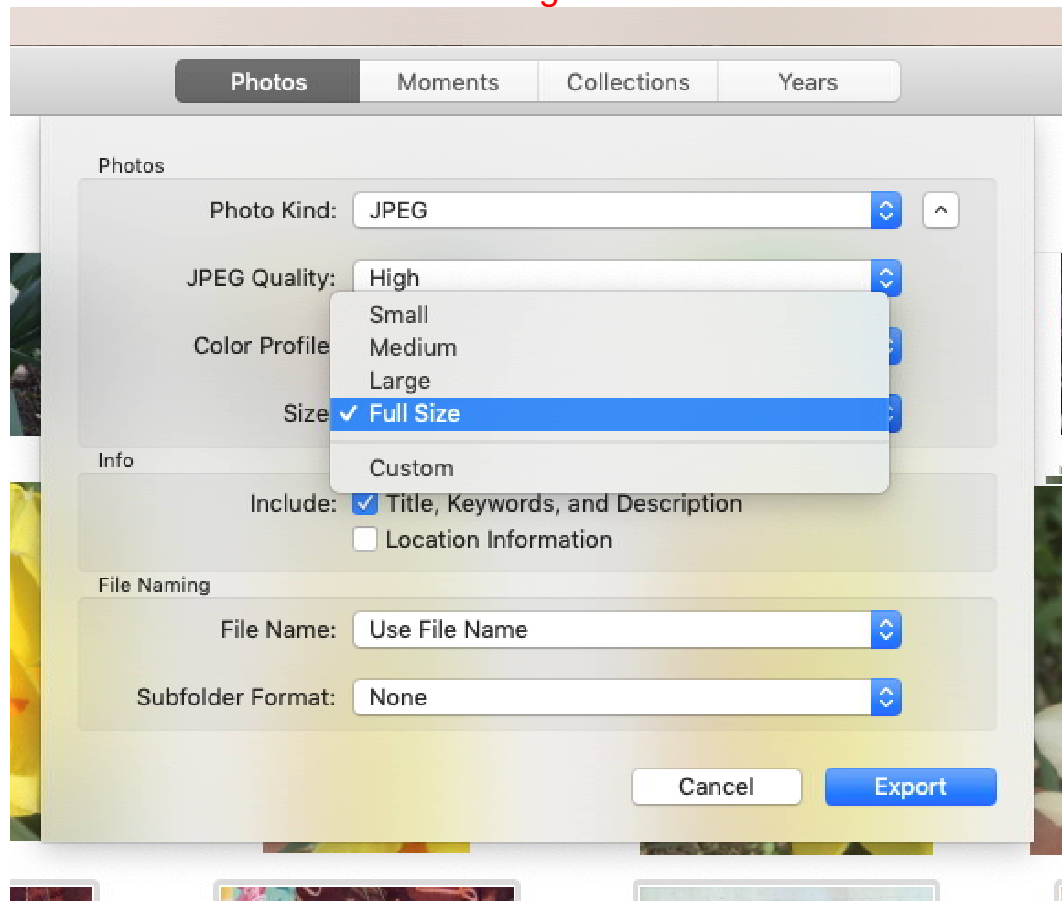 Photos Moments Collections Years
Photos
Photo Kind: JPEG
JPEG Quality: High
Small
Color Profile Medium
Large
Size ✓ Full Size
Info
Custom
Include: Title, Keywords, and Description
Location Information
File Naming
File Name: Use File Name
Subfolder Format: None
Cancel Export